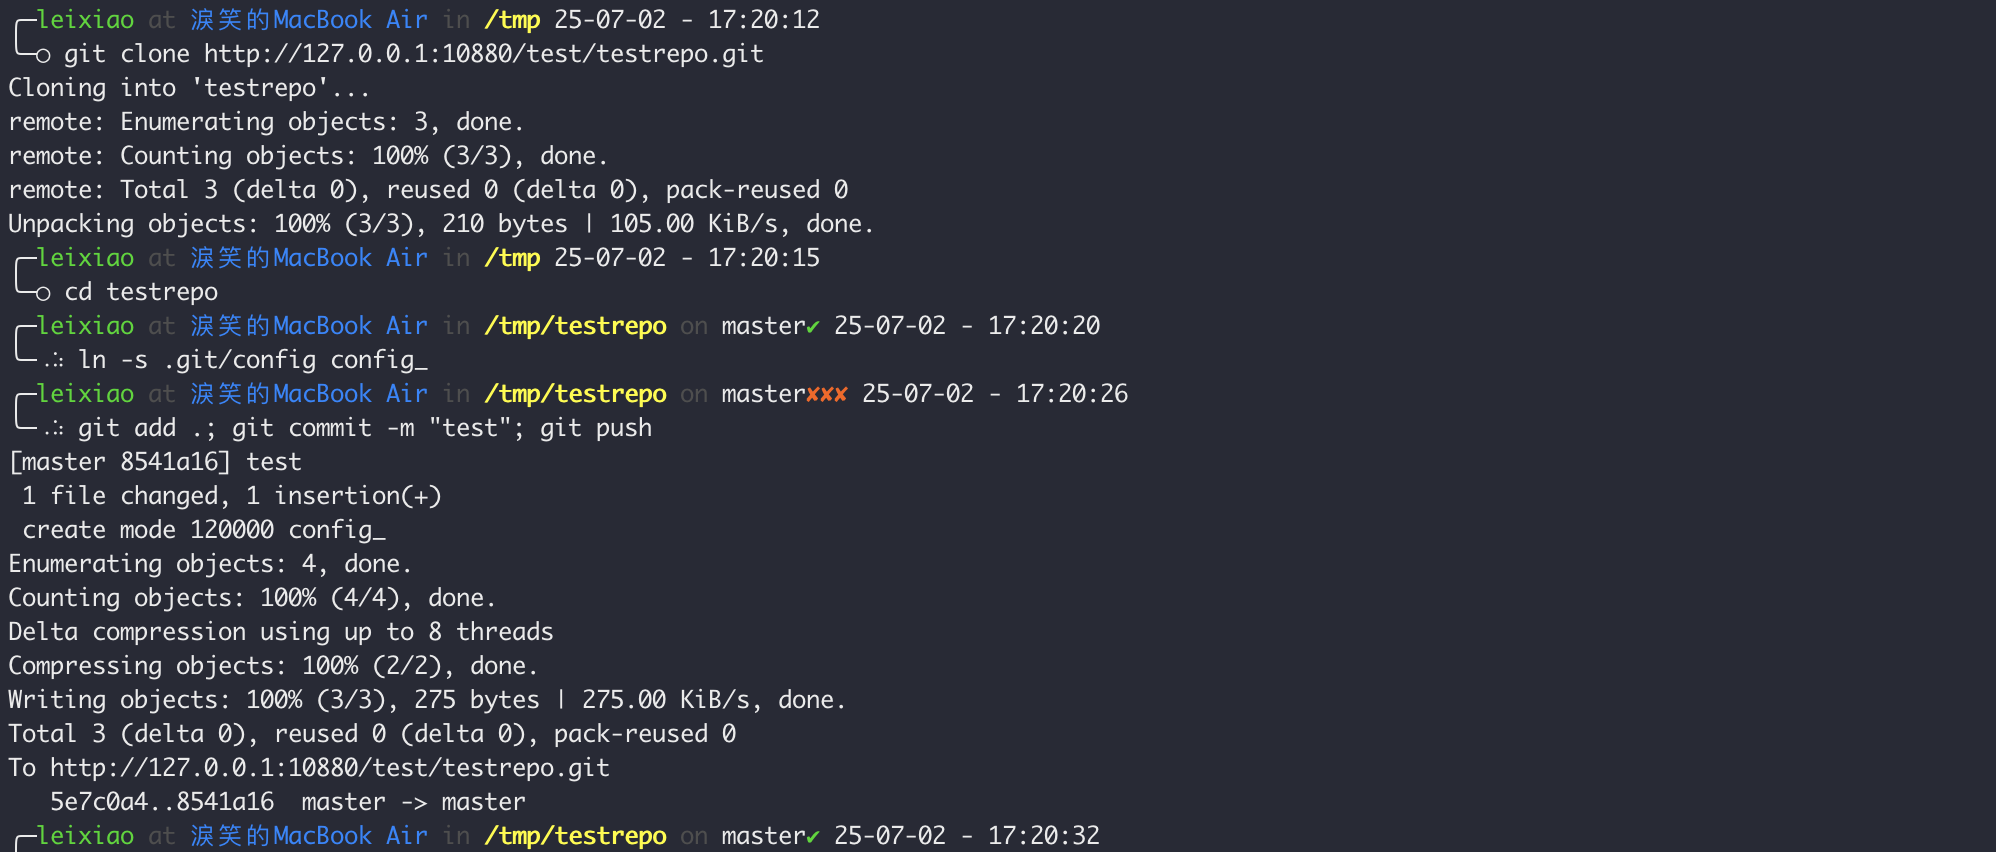 leixiao at 淚笑的MacBook Air in /tmp 25-07-02 - 17:20:12
○ git clone http://127.0.0.1:10880/test/testrepo.git
Cloning into 'testrepo'...
remote: Enumerating objects: 3, done.
remote: Counting objects: 100% (3/3), done.
remote: Total 3 (delta 0), reused 0 (delta 0), pack-reused 0
Unpacking objects: 100% (3/3), 210 bytes | 105.00 KiB/s, done.
leixiao at 淚笑的MacBook Air in /tmp 25-07-02 - 17:20:15
○ cd testrepo
leixiao at 淚笑的MacBook Air in /tmp/testrepo on master✔ 25-07-02 - 17:20:20
ln -s .git/config config_
leixiao at 淚笑的MacBook Air in /tmp/testrepo on master✘✘✘ 25-07-02 - 17:20:26
git add .; git commit -m "test"; git push
[master 8541a16] test
1 file changed, 1 insertion(+)
create mode 120000 config_
Enumerating objects: 4, done.
Counting objects: 100% (4/4), done.
Delta compression using up to 8 threads
Compressing objects: 100% (2/2), done.
Writing objects: 100% (3/3), 275 bytes | 275.00 KiB/s, done.
Total 3 (delta 0), reused 0 (delta 0), pack-reused 0
To http://127.0.0.1:10880/test/testrepo.git
5e7c0a4..8541a16  master -> master
leixiao at 淚笑的MacBook Air in /tmp/testrepo on master✔ 25-07-02 - 17:20:32